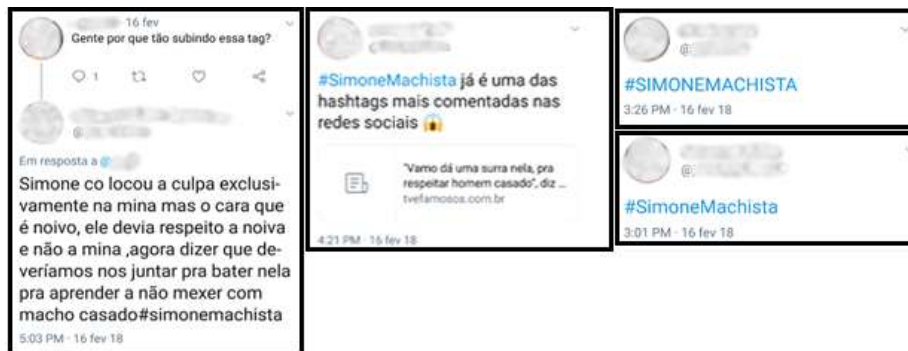 16 fev
Gente por que tão subindo essa tag?
1
@
Em resposta a @
Simone co locou a culpa exclusi-
vamente na mina mas o cara que
é noivo, ele devia respeito a noiva
e não a mina ,agora dizer que de-
veríamos nos juntar pra bater nela
pra aprender a não mexer com
macho casado#simonemachista
5:03 PM · 16 fev 18
#SimoneMachista já é uma das
hashtags mais comentadas nas
redes sociais 😱
"Vamo dá uma surra nela, pra
respeitar homem casado", diz ...
tvefamosos.com.br
4:21 PM · 16 fev 18
@
#SIMONEMACHISTA
3:26 PM · 16 fev 18
@
#SimoneMachista
3:01 PM · 16 fev 18